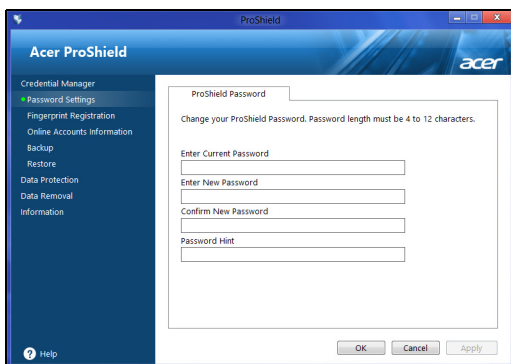 ProShield
Acer ProShield
acer
Credential Manager
Password Settings
Fingerprint Registration
Online Accounts Information
Backup
Restore
Data Protection
Data Removal
Information
Help
ProShield Password
Change your ProShield Password. Password length must be 4 to 12 characters.
Enter Current Password
Enter New Password
Confirm New Password
Password Hint
OK
Cancel
Apply